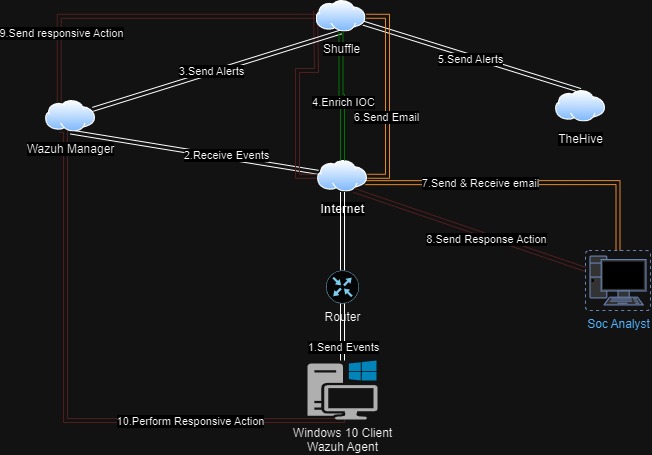 9.Send responsive Action
Shuffle
5.Send Alerts
3.Send Alerts
4.Enrich IOC
6.Send Email
TheHive
Wazuh Manager
2.Receive Events
7.Send & Receive email
Internet
8.Send Response Action
Router
Soc Analyst
1.Send Events
10.Perform Responsive Action
Windows 10 Client
Wazuh Agent